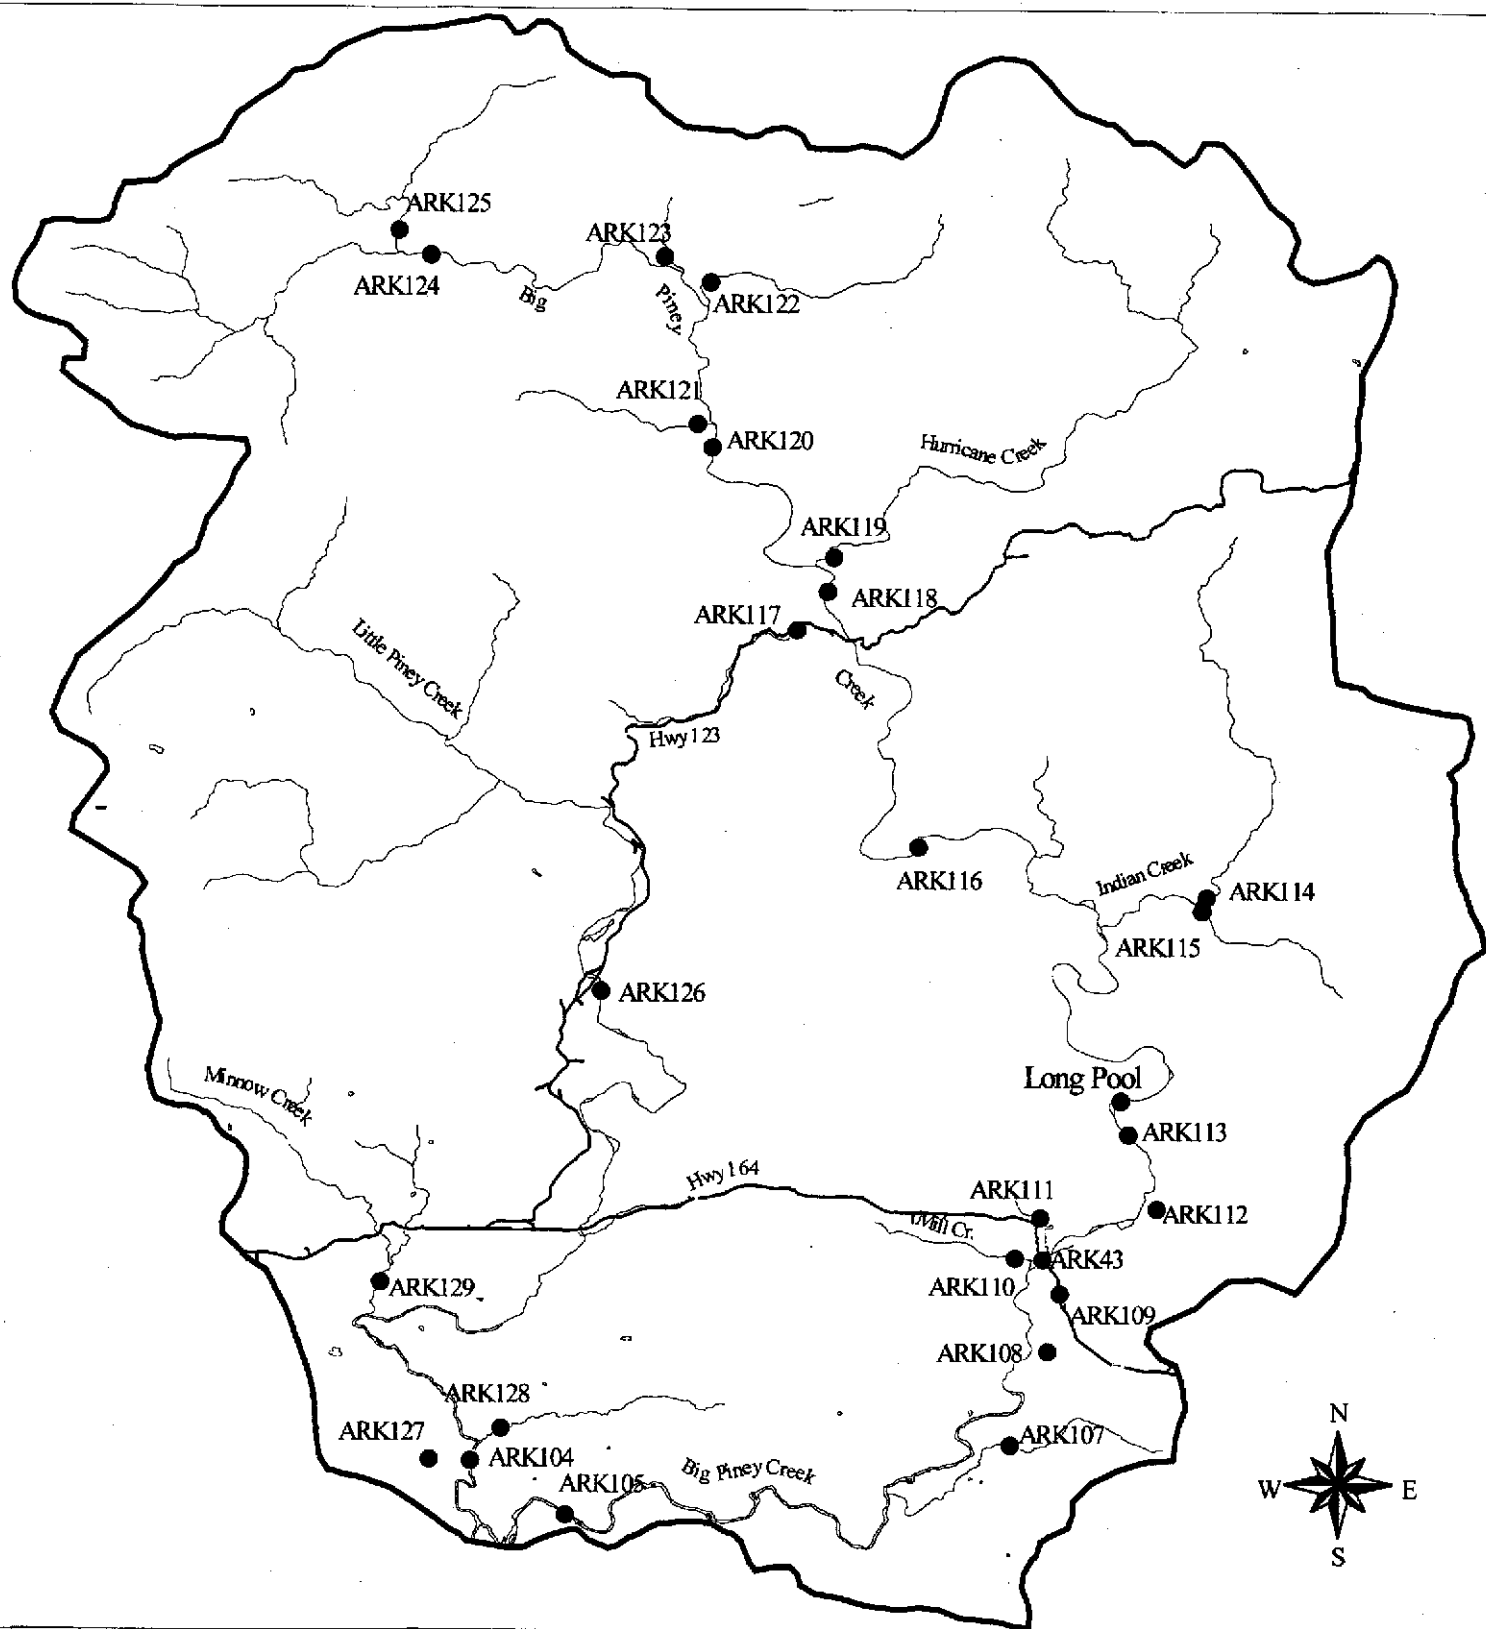 ARK125
ARK123
ARK124
Big
Piney
ARK122
ARK121
ARK120
Hurricane Creek
ARK119
ARK118
ARK117
Little Piney Creek
Creek
Hwy 123
ARK116
Indian Creek
ARK114
ARK115
ARK126
Minnow Creek
Long Pool
ARK113
Hwy 164
ARK111
Mill Cr.
ARK112
ARK43
ARK110
ARK129
ARK109
ARK108
ARK128
ARK127
ARK104
ARK107
ARK105
Big Piney Creek
N
W
E
S